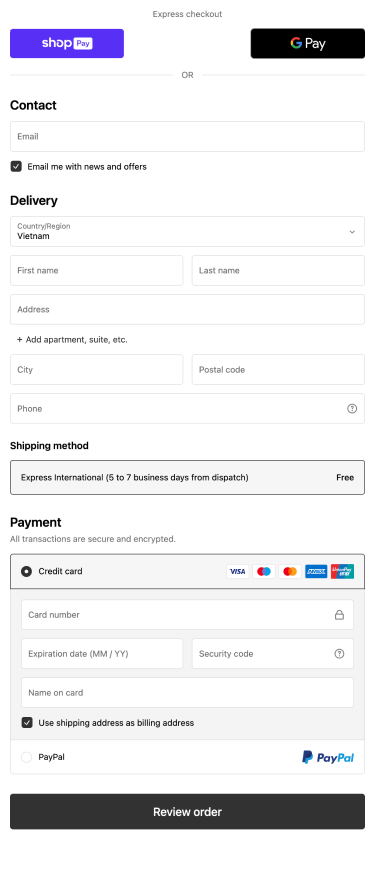 Express checkout
shop Pay
G Pay
OR
Contact
Email
Email me with news and offers
Delivery
Country/Region
Vietnam
First name
Last name
Address
+ Add apartment, suite, etc.
City
Postal code
Phone
Shipping method
Express International (5 to 7 business days from dispatch)
Free
Payment
All transactions are secure and encrypted.
Credit card
VISA
AMEX
UnionPay
Card number
Expiration date (MM / YY)
Security code
Name on card
Use shipping address as billing address
PayPal
PayPal
Review order